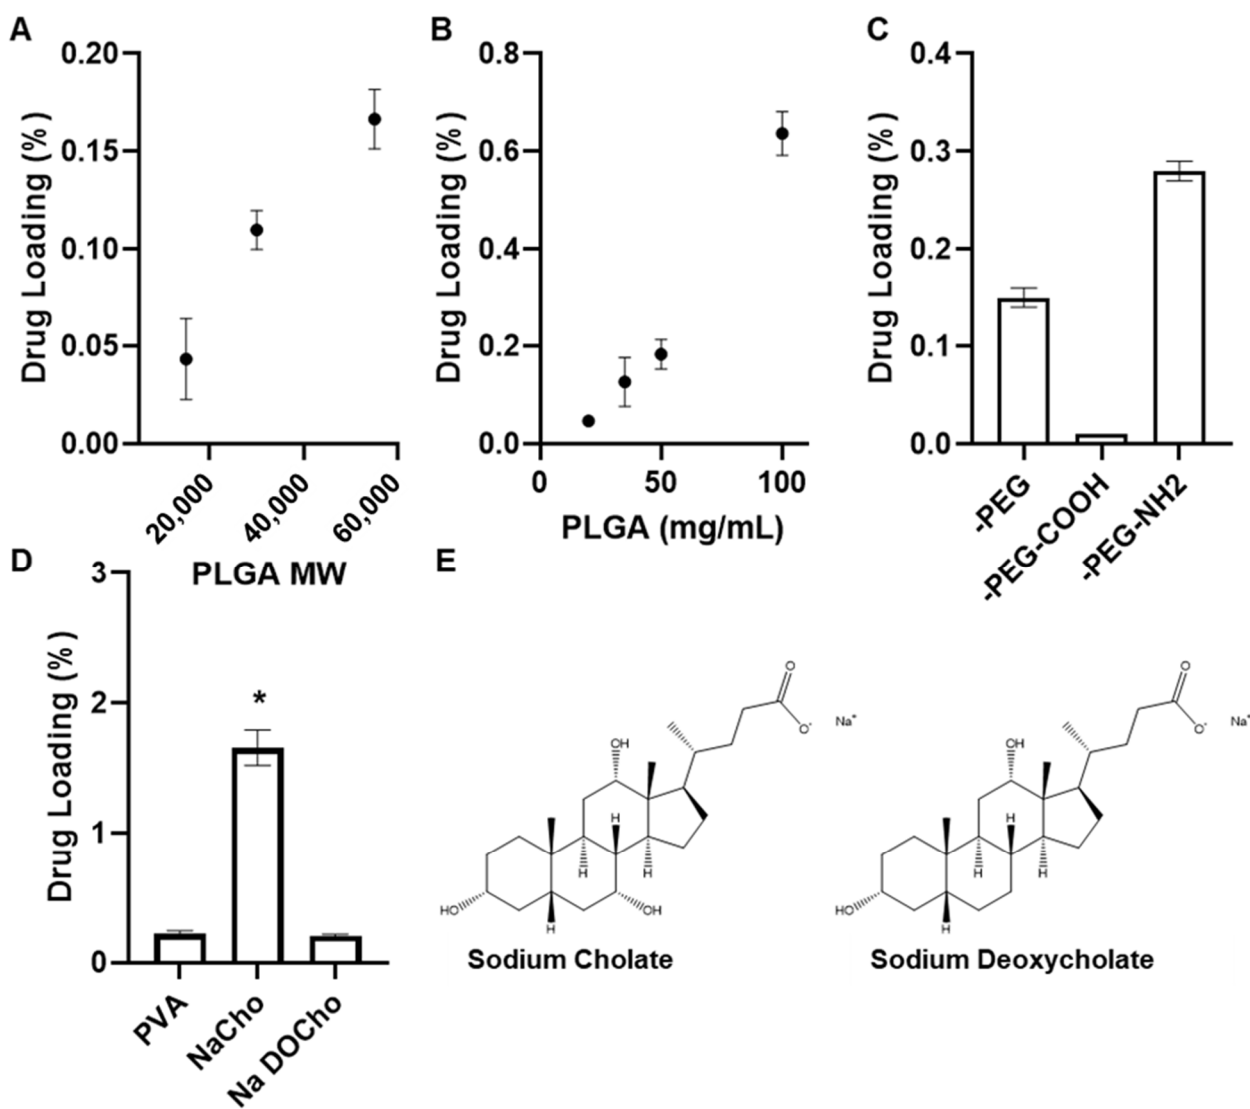 A
Drug Loading (%)
0.20
0.15
0.10
0.05
0.00
20,000
40,000
60,000
PLGA MW
B
Drug Loading (%)
0.8
0.6
0.4
0.2
0.0
0
50
100
PLGA (mg/mL)
C
Drug Loading (%)
0.4
0.3
0.2
0.1
0.0
-PEG
-PEG-COOH
-PEG-NH2
D
Drug Loading (%)
3
2
1
0
*
PVA
NaCho
Na DOCho
E
O
O-
Na+
OH
H
H
H
HO
OH
H
Sodium Cholate
O
O-
Na+
OH
H
H
H
HO
H
Sodium Deoxycholate